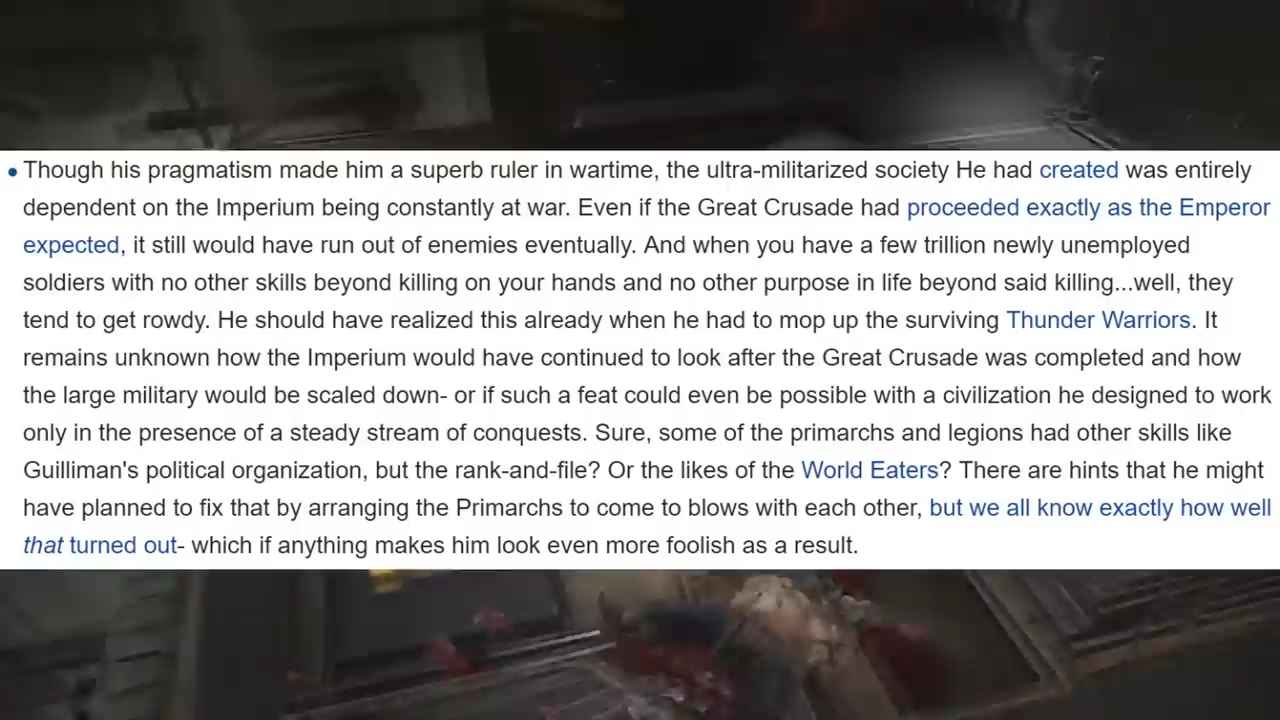 • Though his pragmatism made him a superb ruler in wartime, the ultra-militarized society He had created was entirely
dependent on the Imperium being constantly at war. Even if the Great Crusade had proceeded exactly as the Emperor
expected, it still would have run out of enemies eventually. And when you have a few trillion newly unemployed
soldiers with no other skills beyond killing on your hands and no other purpose in life beyond said killing...well, they
tend to get rowdy. He should have realized this already when he had to mop up the surviving Thunder Warriors. It
remains unknown how the Imperium would have continued to look after the Great Crusade was completed and how
the large military would be scaled down- or if such a feat could even be possible with a civilization he designed to work
only in the presence of a steady stream of conquests. Sure, some of the primarchs and legions had other skills like
Guilliman's political organization, but the rank-and-file? Or the likes of the World Eaters? There are hints that he might
have planned to fix that by arranging the Primarchs to come to blows with each other, but we all know exactly how well
that turned out- which if anything makes him look even more foolish as a result.